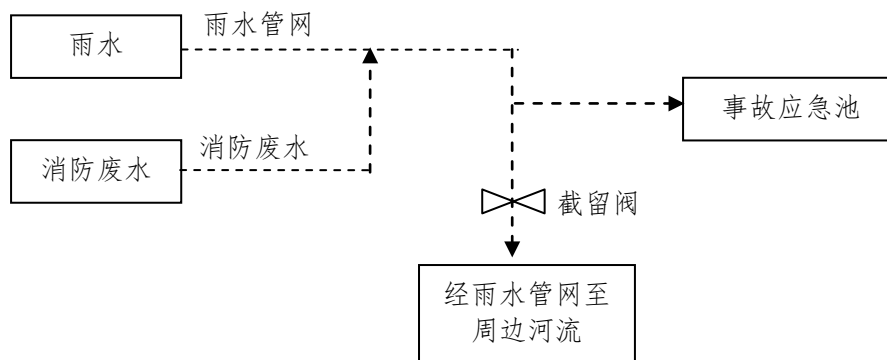 雨水管网
雨水
事故应急池
消防废水
消防废水
截留阀
经雨水管网至
周边河流